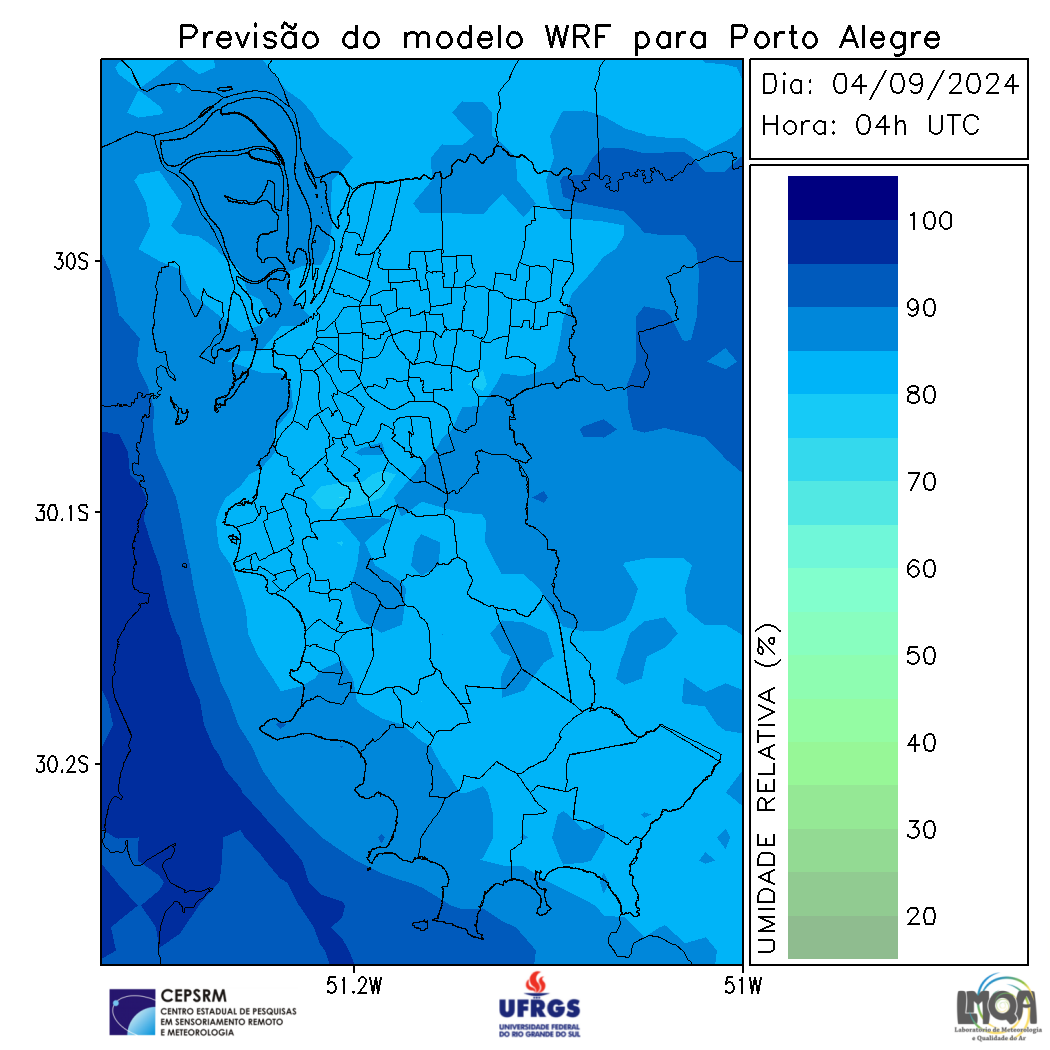 Previsão do modelo WRF para Porto Alegre
Dia: 04/09/2024
Hora: 04h UTC
100
90
80
70
60
50
40
30
20
UMIDADE RELATIVA (%)
30S
30.1S
30.2S
51.2W
51W
CEPSRM
CENTRO ESTADUAL DE PESQUISAS
EM SENSORIAMENTO REMOTO
E METEOROLOGIA
UFRGS
UNIVERSIDADE FEDERAL
DO RIO GRANDE DO SUL
LMQA
Laboratório de Meteorologia
e Qualidade do Ar